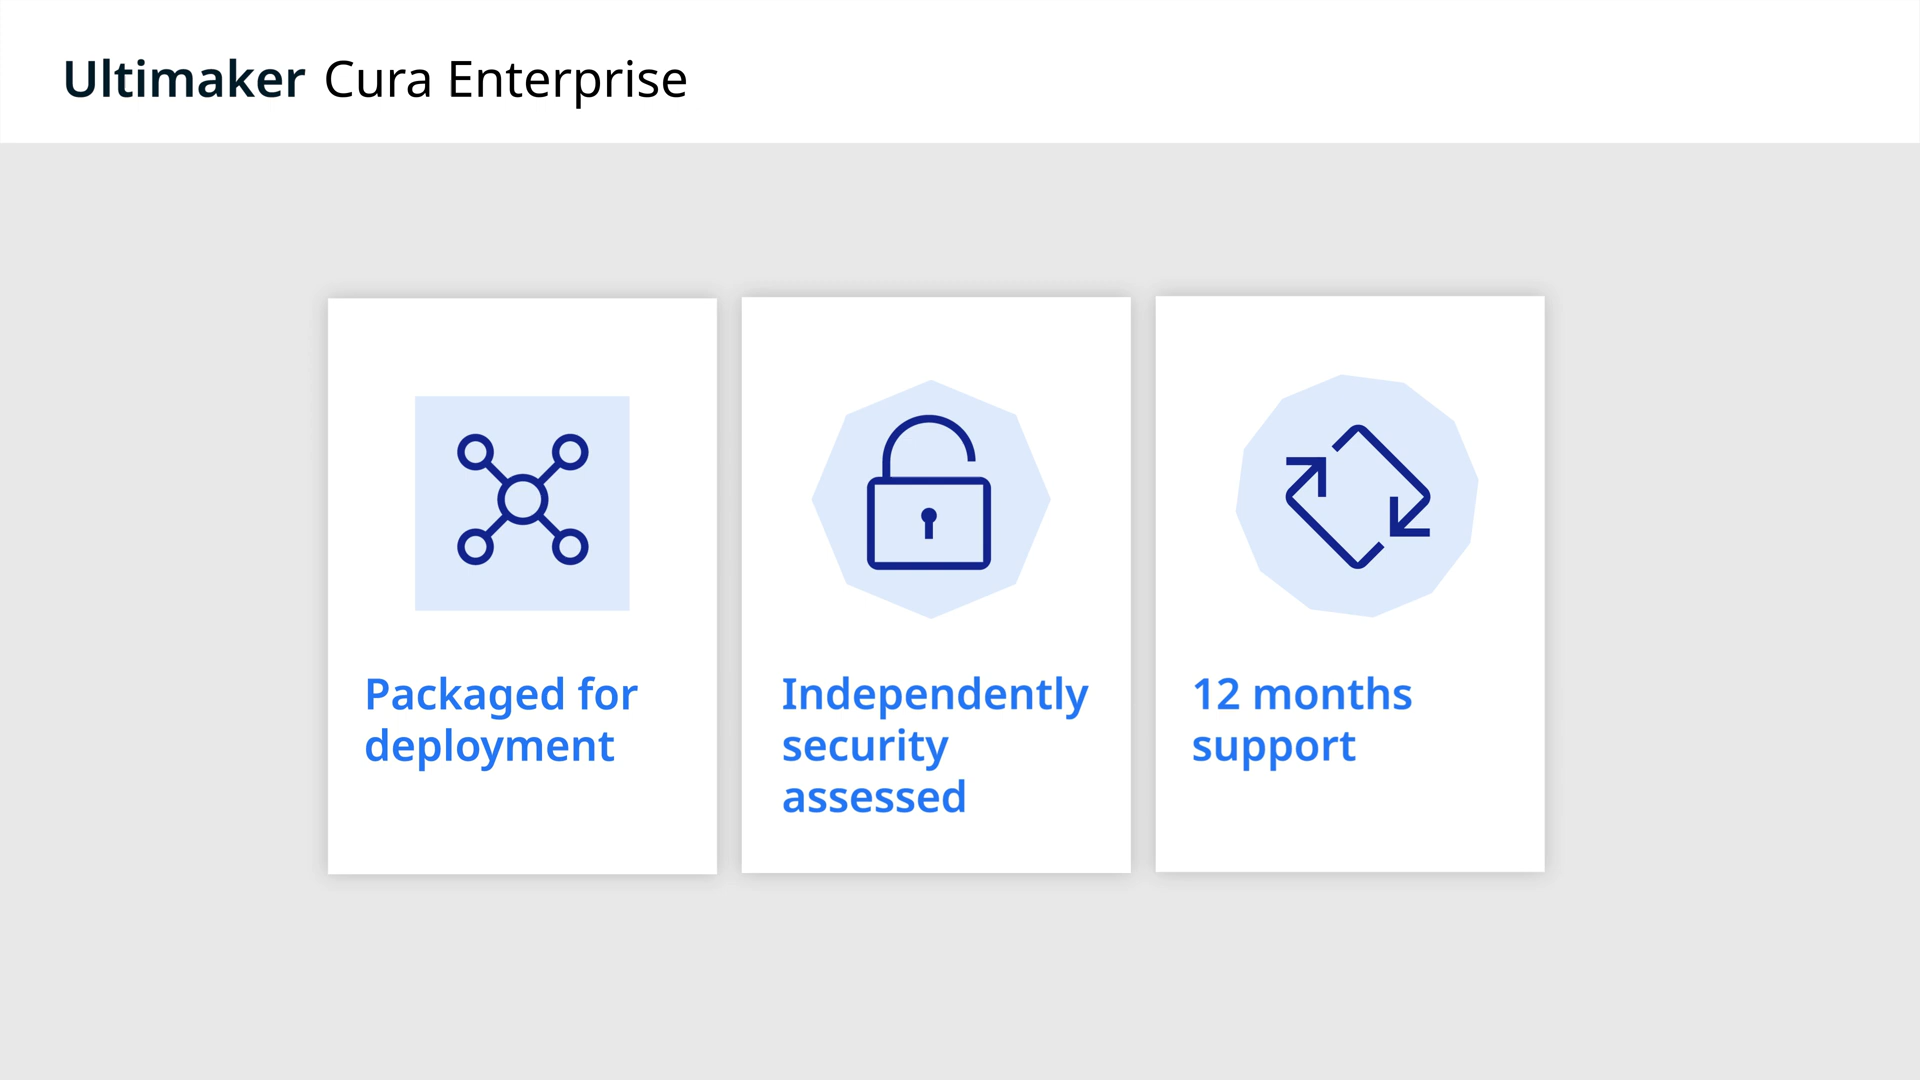 Ultimaker Cura Enterprise
Packaged for
deployment
Independently
security
assessed
12 months
support